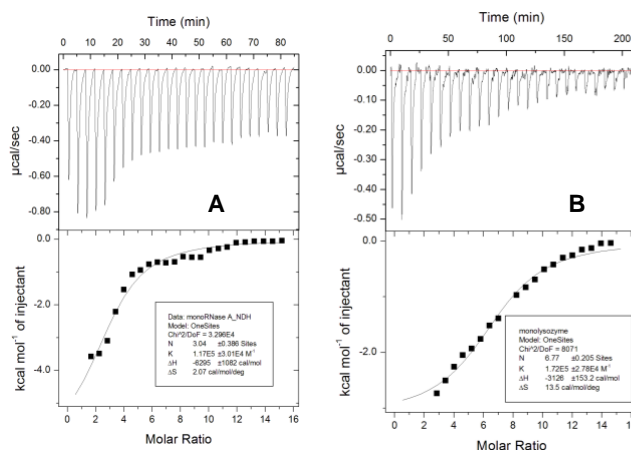 Time (min)
0 10 20 30 40 50 60 70 80
0.00
-0.20
-0.40
-0.60
-0.80
µcal/sec
A
0.0
-2.0
-4.0
kcal mol⁻¹ of injectant
Data: monoRNase A_NDH
Model: OneSites
Chi^2/DoF = 3.296E4
N 3.04 ±0.386 Sites
K 1.17E5 ±3.01E4 M⁻¹
ΔH -6295 ±1082 cal/mol
ΔS 2.07 cal/mol/deg
0 2 4 6 8 10 12 14 16
Molar Ratio
Time (min)
0 50 100 150 200
0.00
-0.10
-0.20
-0.30
-0.40
-0.50
µcal/sec
B
0.0
-2.0
kcal mol⁻¹ of injectant
monolysozyme
Model: OneSites
Chi^2/DoF = 8071
N 6.77 ±0.205 Sites
K 1.72E5 ±2.78E4 M⁻¹
ΔH -3126 ±153.2 cal/mol
ΔS 13.5 cal/mol/deg
0 2 4 6 8 10 12 14 16
Molar Ratio